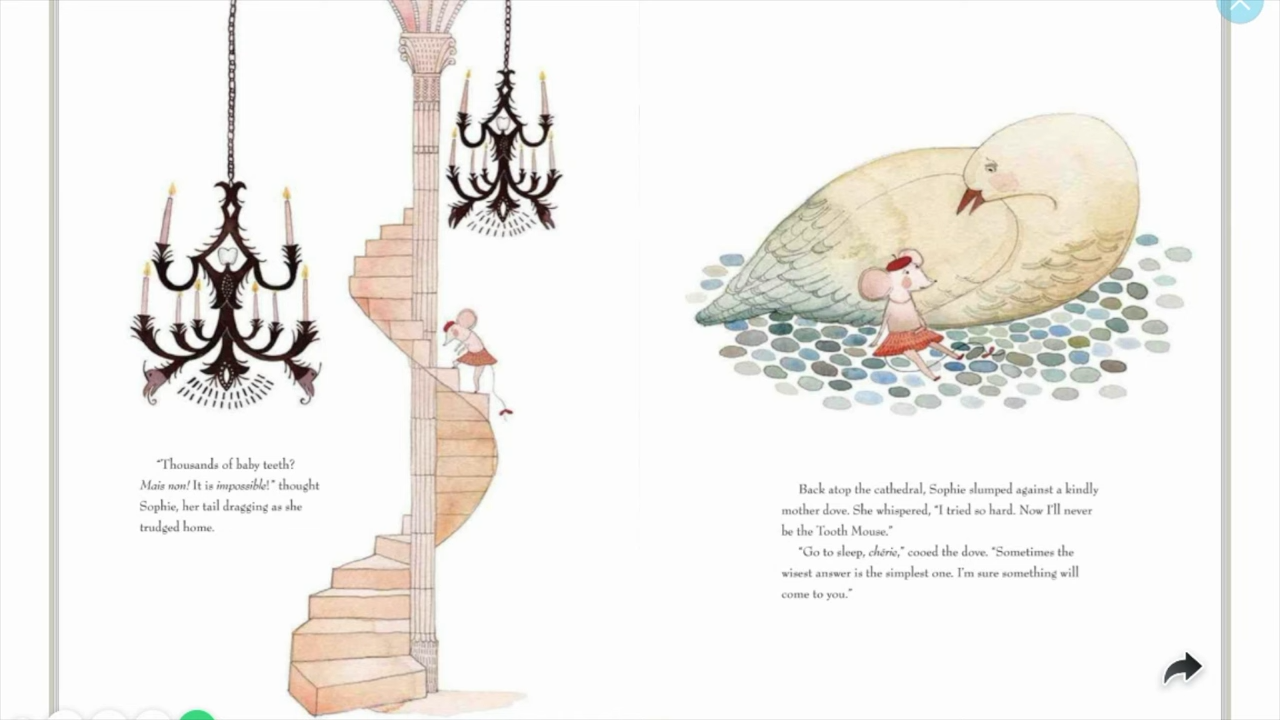 "Thousands of baby teeth?
Mais non! It is impossible!" thought
Sophie, her tail dragging as she
trudged home.
Back atop the cathedral, Sophie slumped against a kindly
mother dove. She whispered, "I tried so hard. Now I'll never
be the Tooth Mouse."
"Go to sleep, chérie," cooed the dove. "Sometimes the
wisest answer is the simplest one. I'm sure something will
come to you."